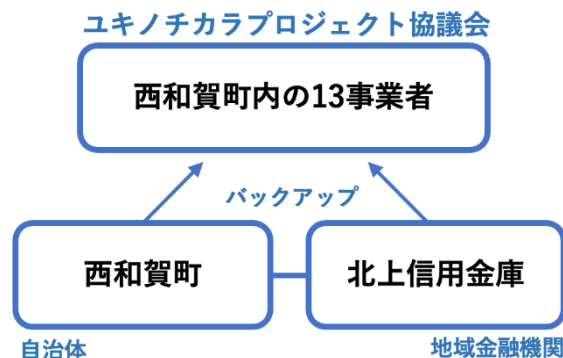 ユキノチカラプロジェクト協議会
西和賀町内の13事業者
バックアップ
西和賀町
北上信用金庫
自治体
地域金融機関